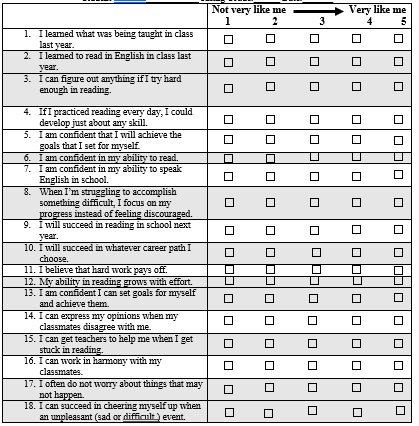 Not very like me Very like me
1 2 3 4 5
1. I learned what was being taught in class
last year.
2. I learned to read in English in class last
year.
3. I can figure out anything if I try hard
enough in reading.
4. If I practiced reading every day, I could
develop just about any skill.
5. I am confident that I will achieve the
goals that I set for myself.
6. I am confident in my ability to read.
7. I am confident in my ability to speak
English in school.
8. When I'm struggling to accomplish
something difficult, I focus on my
progress instead of feeling discouraged.
9. I will succeed in reading in school next
year.
10. I will succeed in whatever career path I
choose.
11. I believe that hard work pays off.
12. My ability in reading grows with effort.
13. I am confident I can set goals for myself
and achieve them.
14. I can express my opinions when my
classmates disagree with me.
15. I can get teachers to help me when I get
stuck in reading.
16. I can work in harmony with my
classmates.
17. I often do not worry about things that may
not happen.
18. I can succeed in cheering myself up when
an unpleasant (sad or difficult.) event.